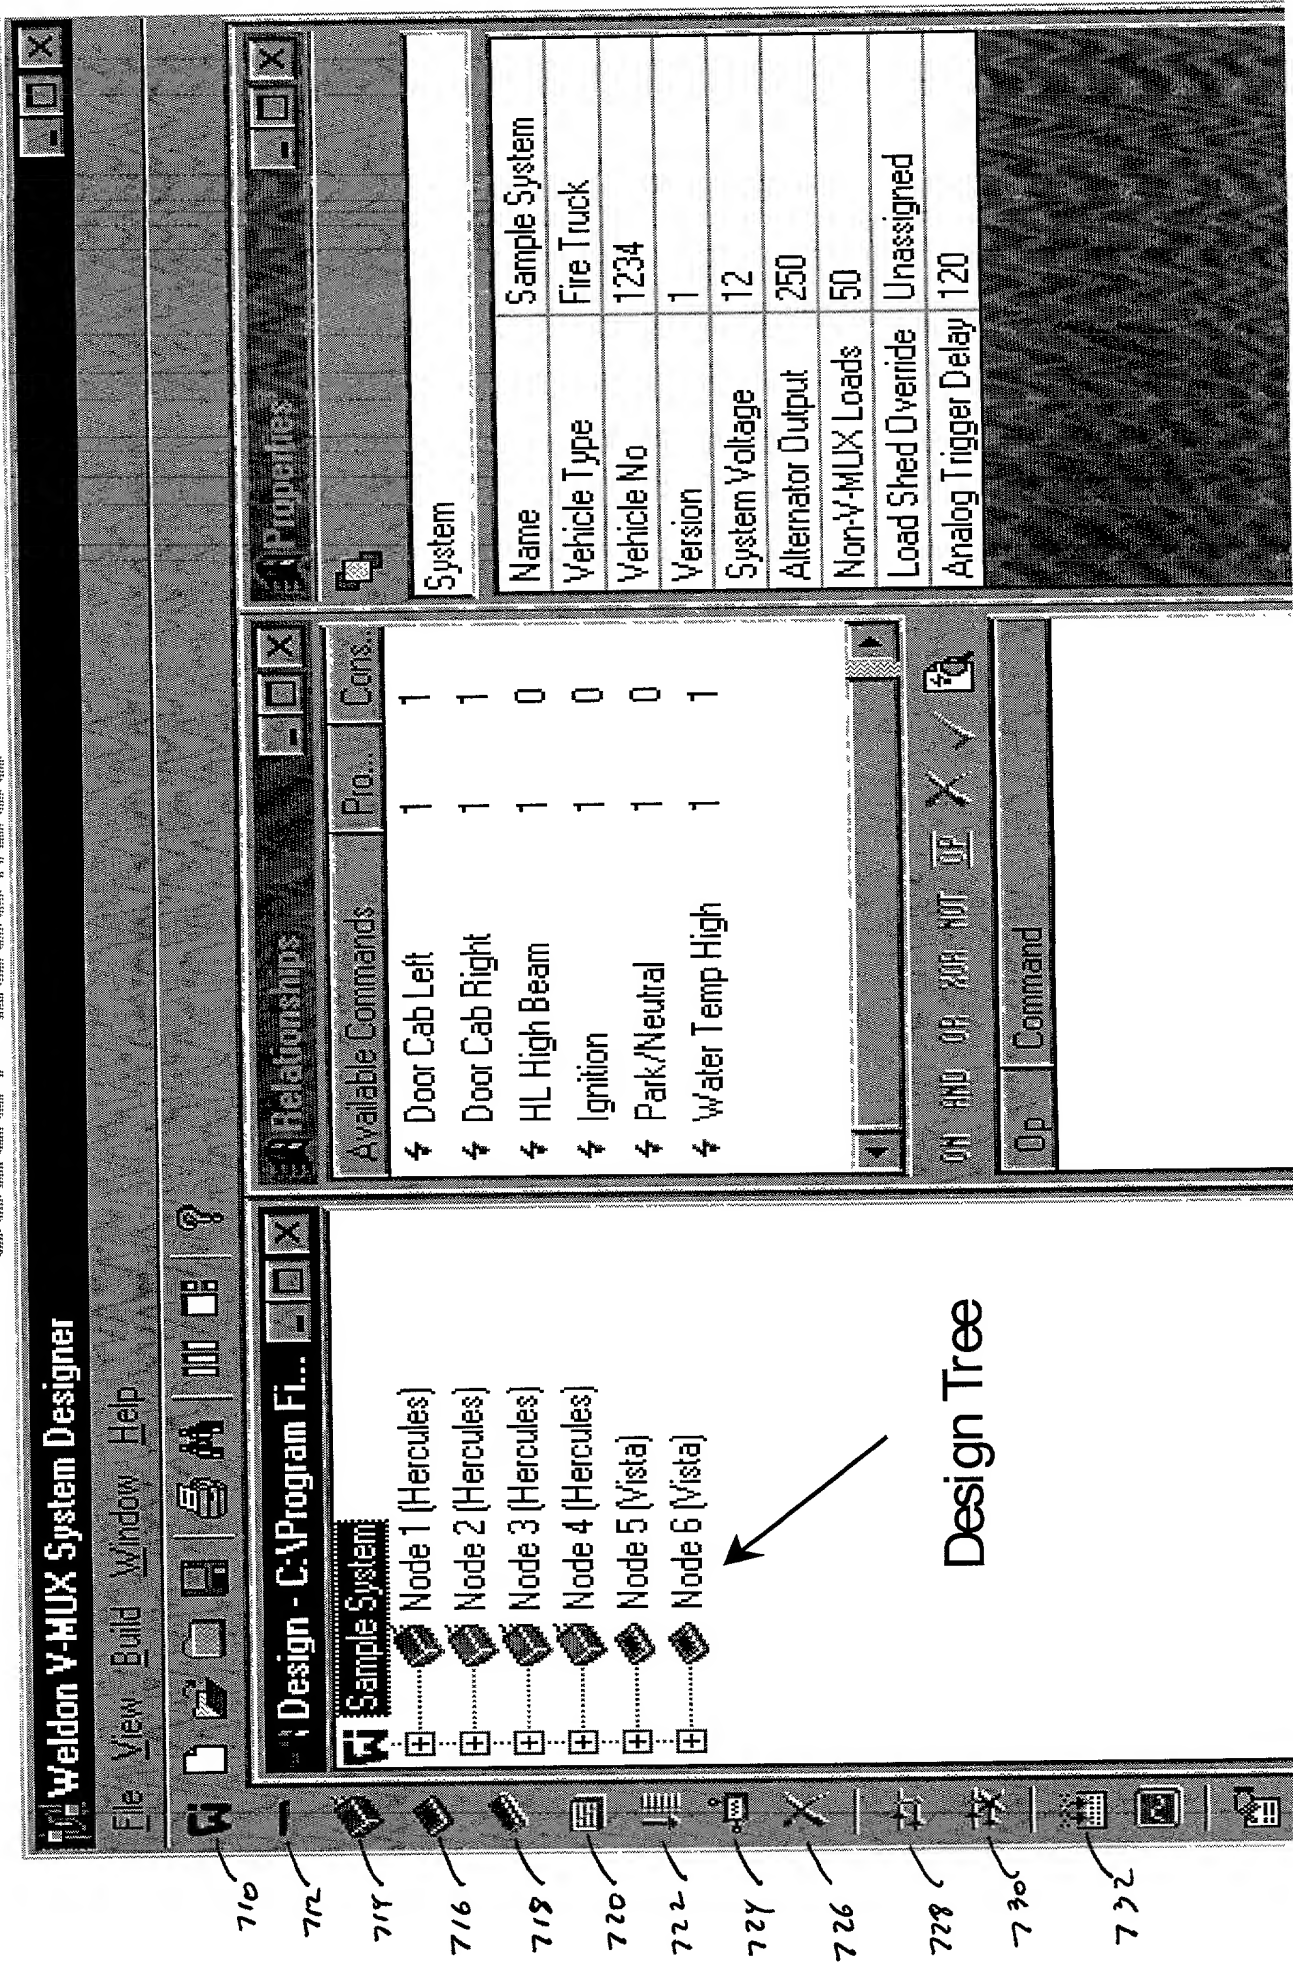 Weldon V-MUX System Designer
File View Build Window Help
Design - C:\Program Fi...
Sample System
Node 1 (Hercules)
Node 2 (Hercules)
Node 3 (Hercules)
Node 4 (Hercules)
Node 5 (Vista)
Node 6 (Vista)
Design Tree
Relationships
Available Commands Pro... Cons...
Door Cab Left 1 1
Door Cab Right 1 1
HL High Beam 1 0
Ignition 1 0
Park/Neutral 1 0
Water Temp High 1 1
ON AND OR XOR NOT OP
Op Command
Properties
System
Name Sample System
Vehicle Type Fire Truck
Vehicle No 1234
Version 1
System Voltage 12
Alternator Output 250
Non-V-MUX Loads 50
Load Shed Override Unassigned
Analog Trigger Delay 120
710
712
714
716
718
720
722
724
726
728
730
732